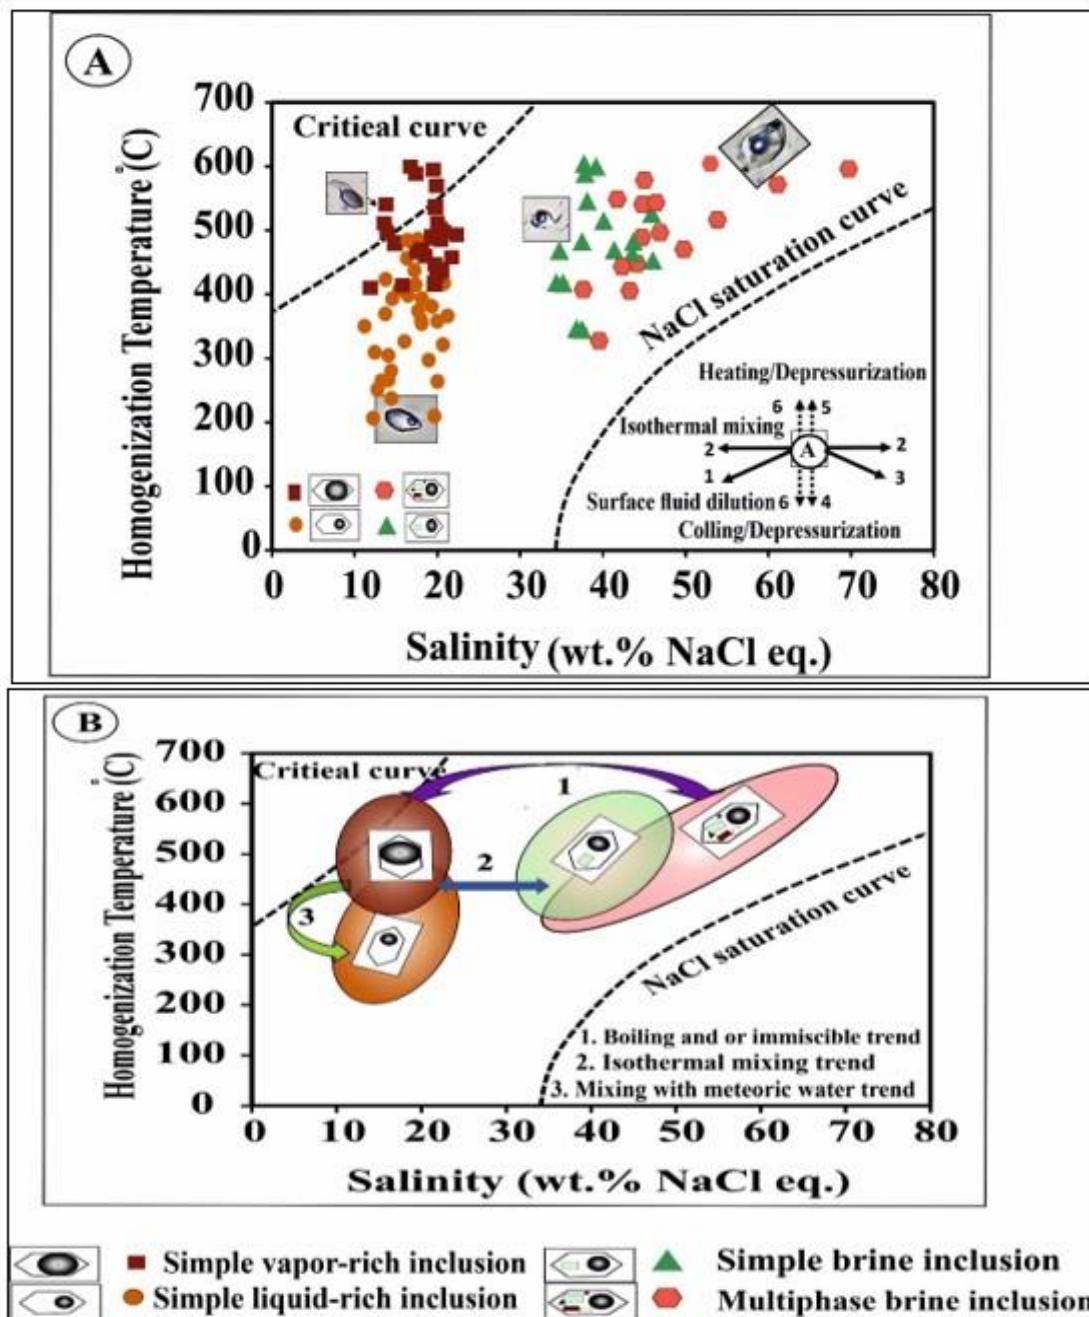 A
Homogenization Temperature°(C)
700
600
500
400
300
200
100
0
Critieal curve
NaCl saturation curve
Heating/Depressurization
6 5
Isothermal mixing
2 A 2
1 3
Surface fluid dilution 6 4
Colling/Depressurization
0 10 20 30 40 50 60 70 80
Salinity (wt.% NaCl eq.)
B
Homogenization Temperature°(C)
700
600
500
400
300
200
100
0
Critieal curve
1
2
3
NaCl saturation curve
1. Boiling and or immiscible trend
2. Isothermal mixing trend
3. Mixing with meteoric water trend
0 10 20 30 40 50 60 70 80
Salinity (wt.% NaCl eq.)
Simple vapor-rich inclusion
Simple brine inclusion
Simple liquid-rich inclusion
Multiphase brine inclusion